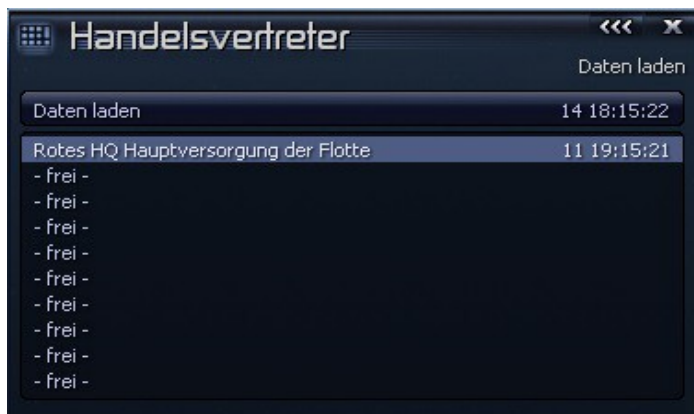 Handelsvertreter <<< X
Daten laden
Daten laden 14 18:15:22
Rotes HQ Hauptversorgung der Flotte 11 19:15:21
- frei -
- frei -
- frei -
- frei -
- frei -
- frei -
- frei -
- frei -
- frei -